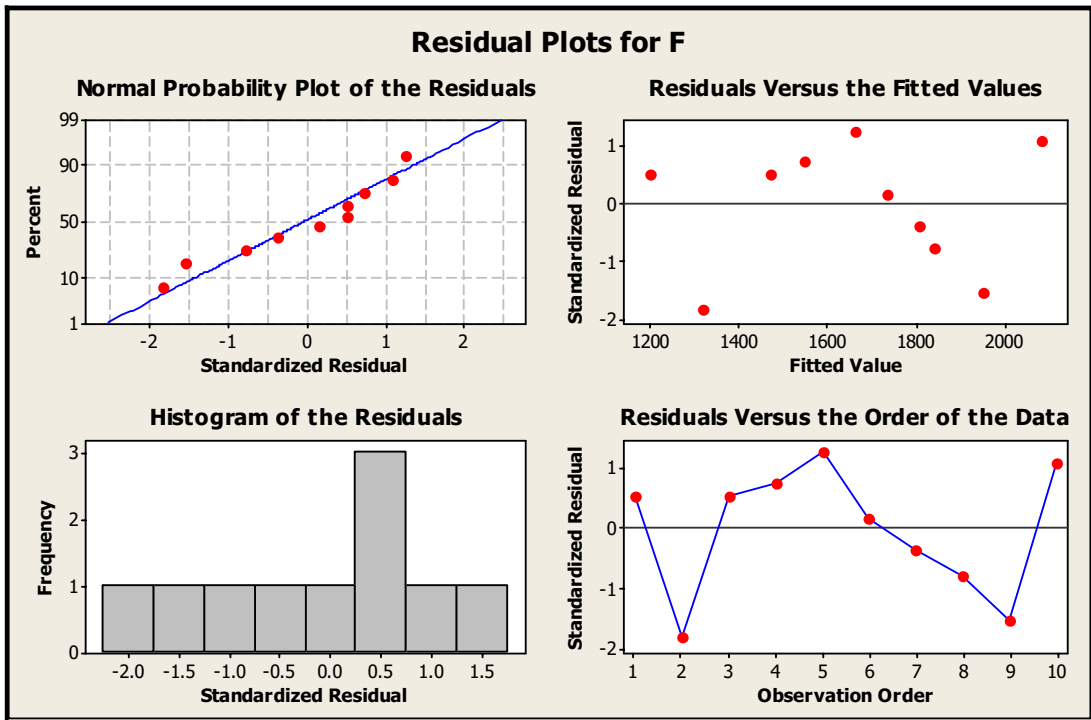 Residual Plots for F
Normal Probability Plot of the Residuals
99
90
50
10
1
Percent
-2 -1 0 1 2
Standardized Residual
Residuals Versus the Fitted Values
1
0
-1
-2
Standardized Residual
1200 1400 1600 1800 2000
Fitted Value
Histogram of the Residuals
3
2
1
0
Frequency
-2.0 -1.5 -1.0 -0.5 0.0 0.5 1.0 1.5
Standardized Residual
Residuals Versus the Order of the Data
1
0
-1
-2
Standardized Residual
1 2 3 4 5 6 7 8 9 10
Observation Order